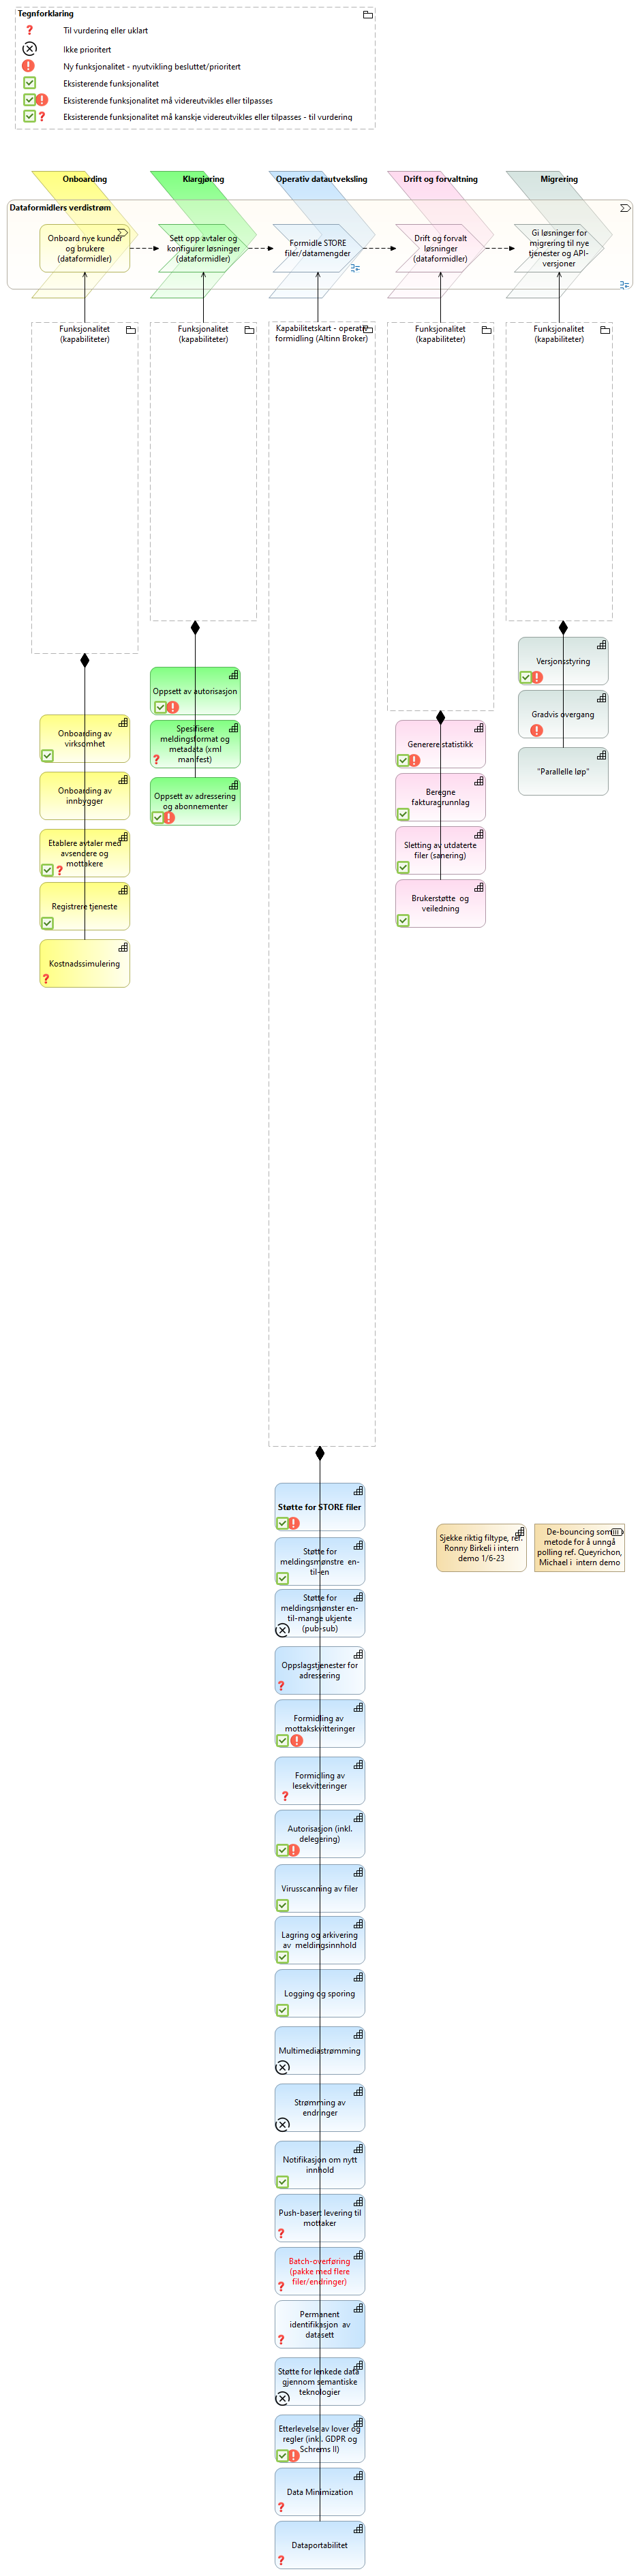 Tegnforklaring
Til vurdering eller uklart
Ikke prioritert
Ny funksjonalitet - nyutvikling besluttet/prioritert
Eksisterende funksjonalitet
Eksisterende funksjonalitet må videreutvikles eller tilpasses
Eksisterende funksjonalitet må kanskje videreutvikles eller tilpasses - til vurdering
Onboarding
Klargjøring
Operativ datautveksling
Drift og forvaltning
Migrering
Dataformidlers verdistrøm
Onboard nye kunder
og brukere
(dataformidler)
Sett opp avtaler og
konfigurer løsninger
(dataformidler)
Formidle STORE
filer/datamengder
Drift og forvalt
løsninger
(dataformidler)
Gi løsninger for
migrering til nye
tjenester og API-
versjoner
Funksjonalitet
(kapabiliteter)
Funksjonalitet
(kapabiliteter)
Kapabilitetskart - operativ
formidling (Altinn Broker)
Funksjonalitet
(kapabiliteter)
Funksjonalitet
(kapabiliteter)
Onboarding av
virksomhet
Onboarding av
innbygger
Etablere avtaler med
avsendere og
mottakere
Registrere tjeneste
Kostnadssimulering
Oppsett av autorisasjon
Spesifisere
meldingsformat og
metadata (xml
manifest)
Oppsett av adressering
og abonnementer
Generere statistikk
Beregne
fakturagrunnlag
Sletting av utdaterte
filer (sanering)
Brukerstøtte og
veiledning
Versjonsstyring
Gradvis overgang
"Parallelle løp"
Støtte for STORE filer
Støtte for
meldingsmønstre en-
til-en
Støtte for
meldingsmønster en-
til-mange ukjente
(pub-sub)
Oppslagstjenester for
adressering
Formidling av
mottakskvitteringer
Formidling av
lesekvitteringer
Autorisasjon (inkl.
delegering)
Virusscanning av filer
Lagring og arkivering
av meldingsinnhold
Logging og sporing
Multimediastrømming
Strømming av
endringer
Notifikasjon om nytt
innhold
Push-basert levering til
mottaker
Batch-overføring
(pakke med flere
filer/endringer)
Permanent
identifikasjon av
datasett
Støtte for lenkede data
gjennom semantiske
teknologier
Etterlevelse av lover og
regler (inkl. GDPR og
Schrems II)
Data Minimization
Dataportabilitet
Sjekke riktig filtype, ref.
Ronny Birkeli i intern
demo 1/6-23
De-bouncing som
metode for å unngå
polling ref. Queyrichon,
Michael i intern demo